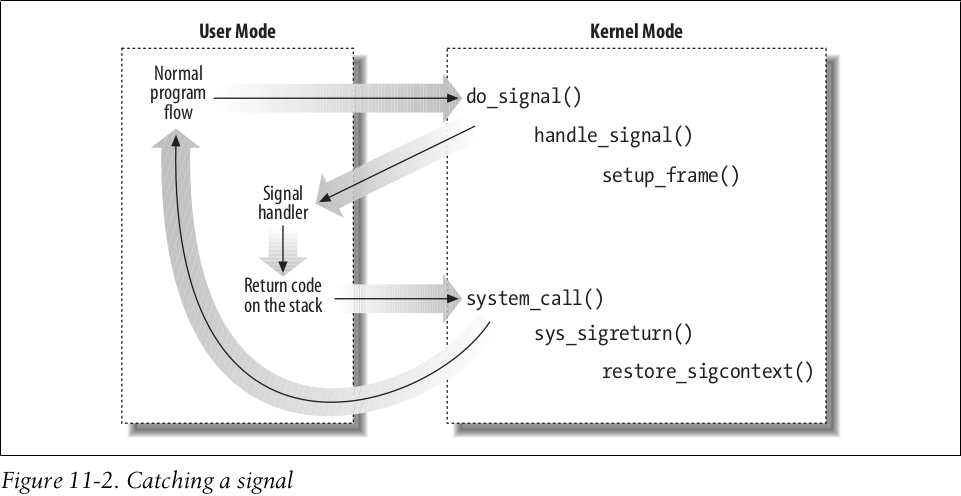 User Mode
Kernel Mode
Normal
program
flow
do_signal()
handle_signal()
setup_frame()
Signal
handler
Return code
on the stack
system_call()
sys_sigreturn()
restore_sigcontext()
Figure 11-2. Catching a signal